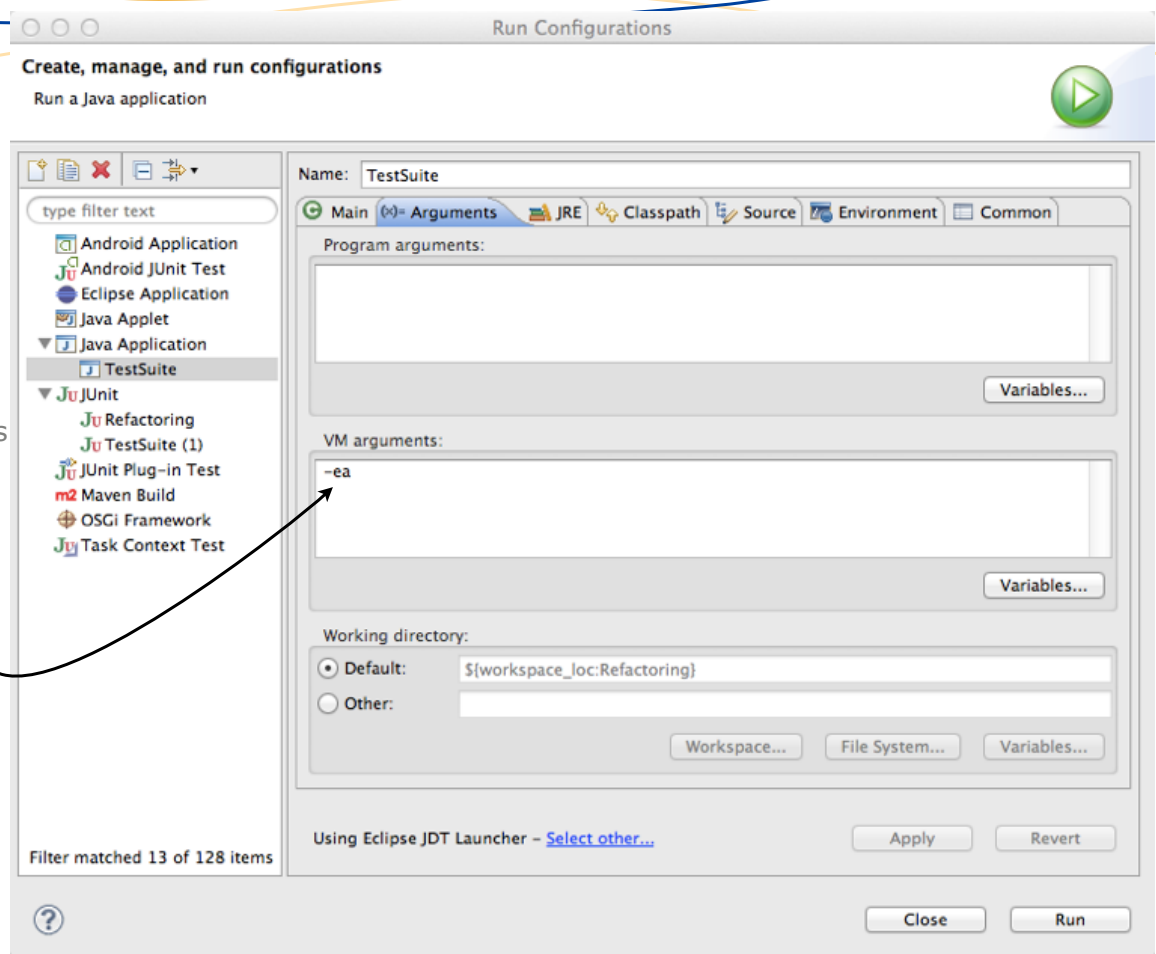 Run Configurations
Create, manage, and run configurations
Run a Java application
Name: TestSuite
type filter text
Main (x)= Arguments JRE Classpath Source Environment Common
Android Application
Android JUnit Test
Eclipse Application
Java Applet
Java Application
TestSuite
JUnit
Refactoring
TestSuite (1)
JUnit Plug-in Test
m2 Maven Build
OSGi Framework
Task Context Test
Filter matched 13 of 128 items
s
Program arguments:
Variables...
VM arguments:
-ea
Variables...
Working directory:
Default: ${workspace_loc:Refactoring}
Other:
Workspace... File System... Variables...
Using Eclipse JDT Launcher - Select other...
Apply Revert
?
Close Run